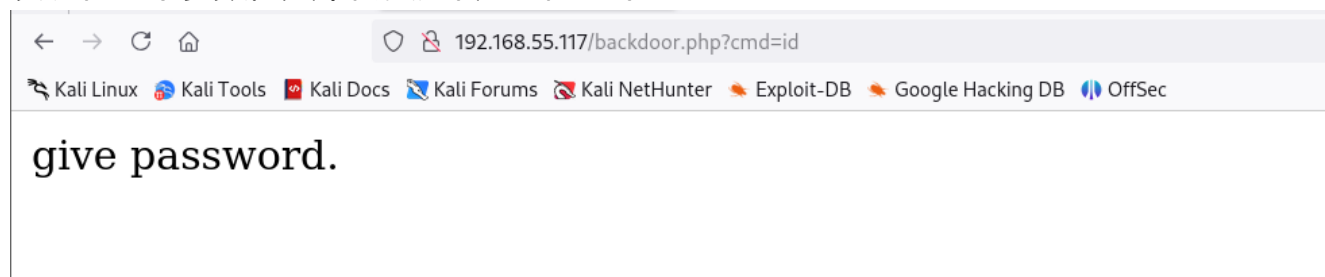 192.168.55.117/backdoor.php?cmd=id
Kali Linux Kali Tools Kali Docs Kali Forums Kali NetHunter Exploit-DB Google Hacking DB OffSec
give password.